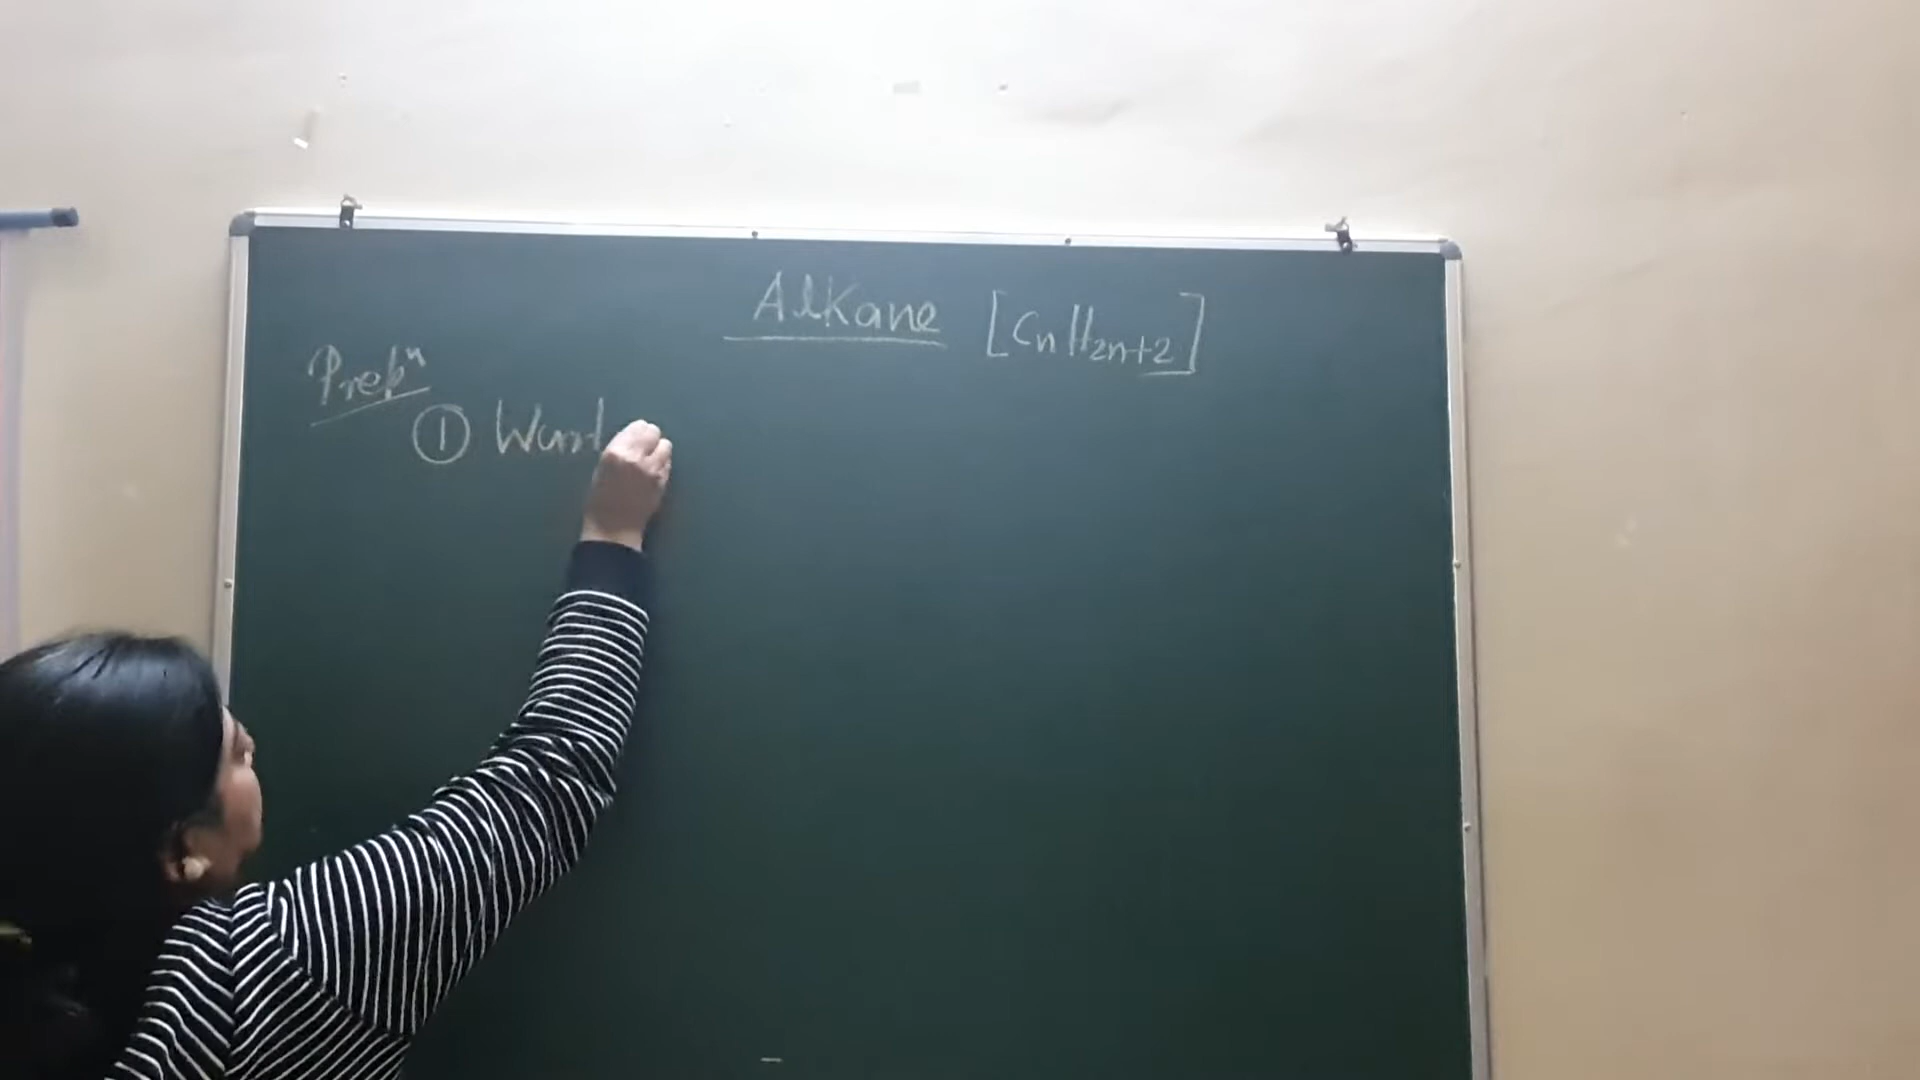 Alkane [CnH2n+2]
Prepⁿ
① Wurt